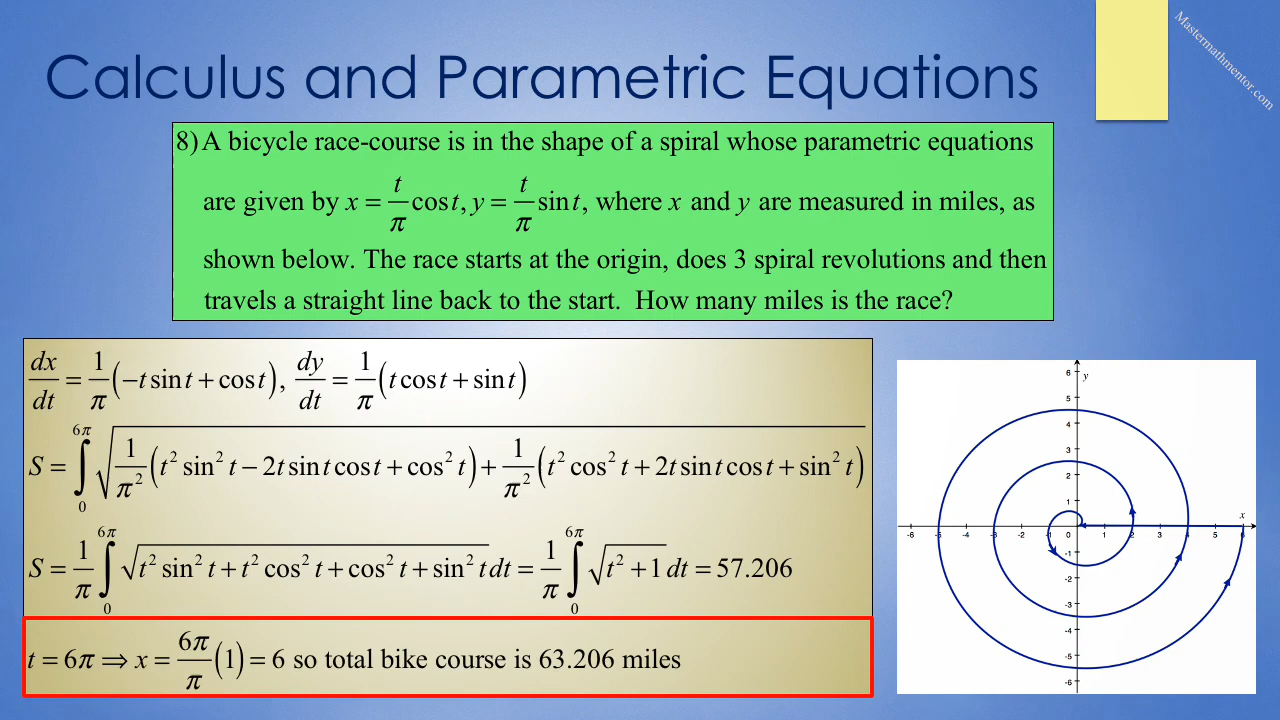 Calculus and Parametric Equations
Mastermathmentor.com
8) A bicycle race-course is in the shape of a spiral whose parametric equations
are given by x = t/π cos t, y = t/π sin t, where x and y are measured in miles, as
shown below. The race starts at the origin, does 3 spiral revolutions and then
travels a straight line back to the start. How many miles is the race?
dx/dt = 1/π (−t sin t + cos t), dy/dt = 1/π (t cos t + sin t)
S = ∫₀^6π √(1/π² (t² sin² t − 2t sin t cos t + cos² t) + 1/π² (t² cos² t + 2t sin t cos t + sin² t))
S = 1/π ∫₀^6π √(t² sin² t + t² cos² t + cos² t + sin² t) dt = 1/π ∫₀^6π √(t² + 1) dt = 57.206
t = 6π ⇒ x = 6π/π (1) = 6 so total bike course is 63.206 miles
y
6
5
4
3
2
1
x
-6 -5 -4 -3 -2 -1 0 1 2 3 4 5 6
-1
-2
-3
-4
-5
-6